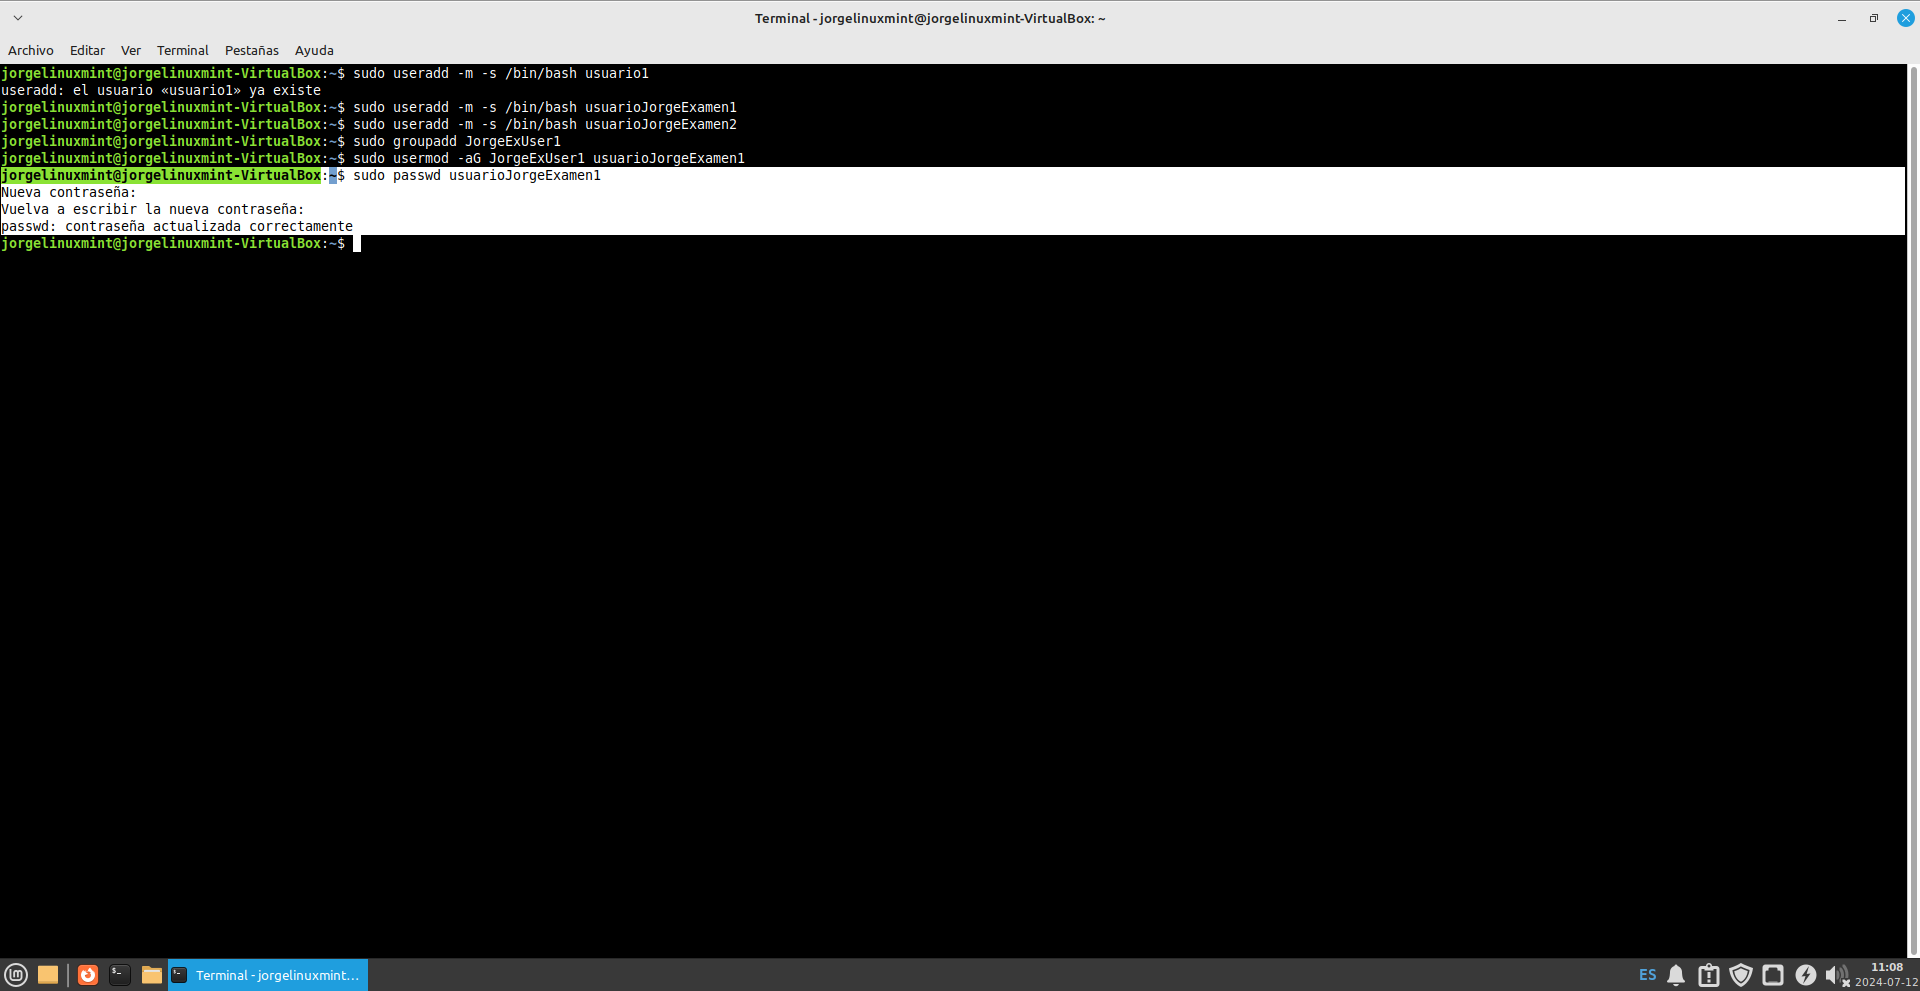 Terminal - jorgelinuxmint@jorgelinuxmint-VirtualBox: ~
Archivo Editar Ver Terminal Pestañas Ayuda
jorgelinuxmint@jorgelinuxmint-VirtualBox:~$ sudo useradd -m -s /bin/bash usuario1
useradd: el usuario «usuario1» ya existe
jorgelinuxmint@jorgelinuxmint-VirtualBox:~$ sudo useradd -m -s /bin/bash usuarioJorgeExamen1
jorgelinuxmint@jorgelinuxmint-VirtualBox:~$ sudo useradd -m -s /bin/bash usuarioJorgeExamen2
jorgelinuxmint@jorgelinuxmint-VirtualBox:~$ sudo groupadd JorgeExUser1
jorgelinuxmint@jorgelinuxmint-VirtualBox:~$ sudo usermod -aG JorgeExUser1 usuarioJorgeExamen1
jorgelinuxmint@jorgelinuxmint-VirtualBox:~$ sudo passwd usuarioJorgeExamen1
Nueva contraseña:
Vuelva a escribir la nueva contraseña:
passwd: contraseña actualizada correctamente
jorgelinuxmint@jorgelinuxmint-VirtualBox:~$
Terminal - jorgelinuxmint...
ES
11:08
2024-07-12